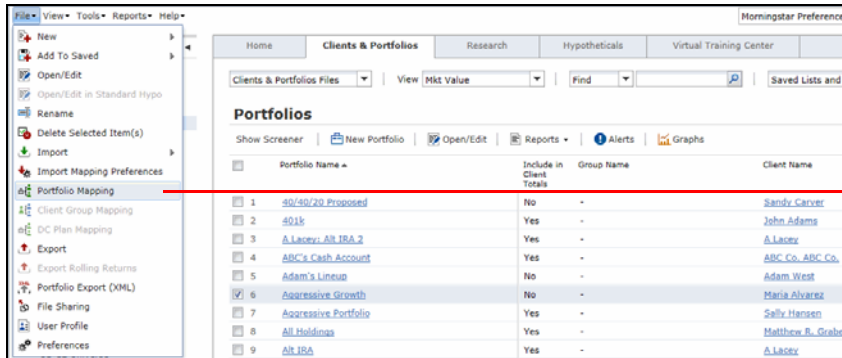 File View Tools Reports Help
Morningstar Preference
New
Add To Saved
Open/Edit
Open/Edit in Standard Hypo
Rename
Delete Selected Item(s)
Import
Import Mapping Preferences
Portfolio Mapping
Client Group Mapping
DC Plan Mapping
Export
Export Rolling Returns
Portfolio Export (XML)
File Sharing
User Profile
Preferences
Home Clients & Portfolios Research Hypotheticals Virtual Training Center
Clients & Portfolios Files View Mkt Value Find Saved Lists and
Portfolios
Show Screener New Portfolio Open/Edit Reports Alerts Graphs
Portfolio Name Include in Client Totals Group Name Client Name
1 40/40/20 Proposed No - Sandy Carver
2 401k Yes - John Adams
3 A Lacey: Alt IRA 2 Yes - A Lacey
4 ABC's Cash Account Yes - ABC Co. ABC Co.
5 Adam's Lineup No - Adam West
6 Aggressive Growth No - Maria Alvarez
7 Aggressive Portfolio Yes - Sally Hansen
8 All Holdings Yes - Matthew R. Grabe
9 Alt IRA Yes - A Lacey